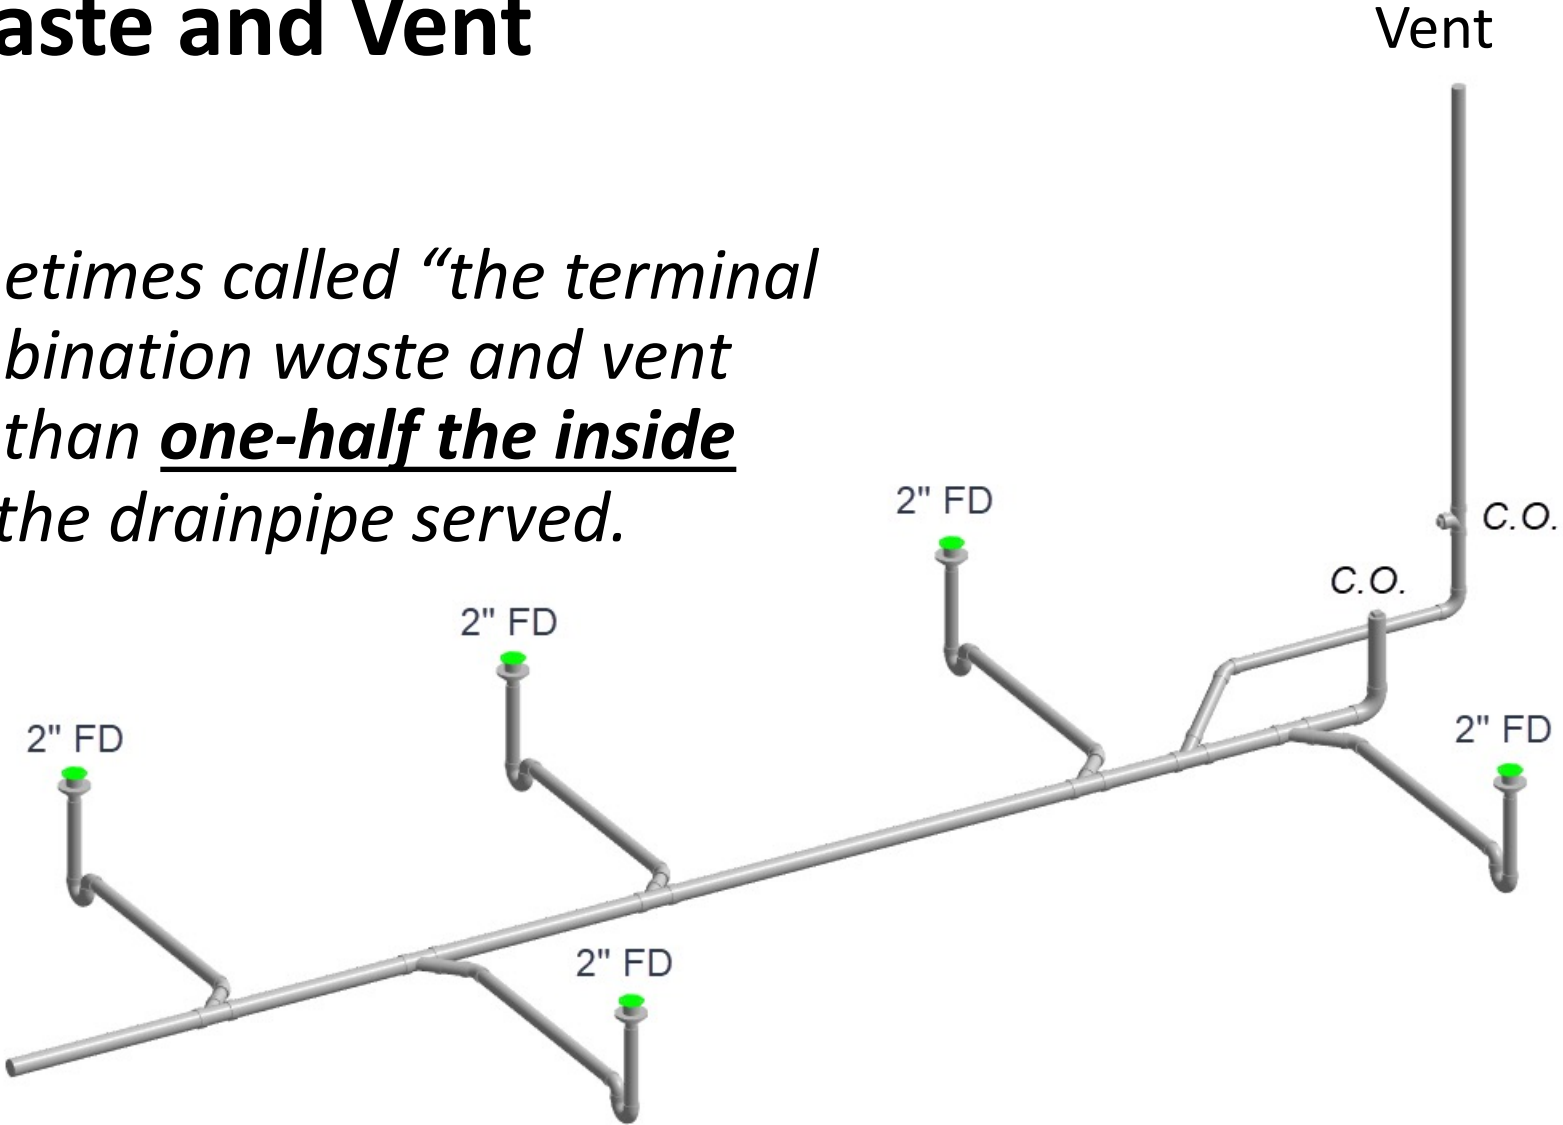 aste and Vent
Vent
etimes called “the terminal
bination waste and vent
than one-half the inside
the drainpipe served.
2" FD
C.O.
C.O.
2" FD
2" FD
2" FD
2" FD